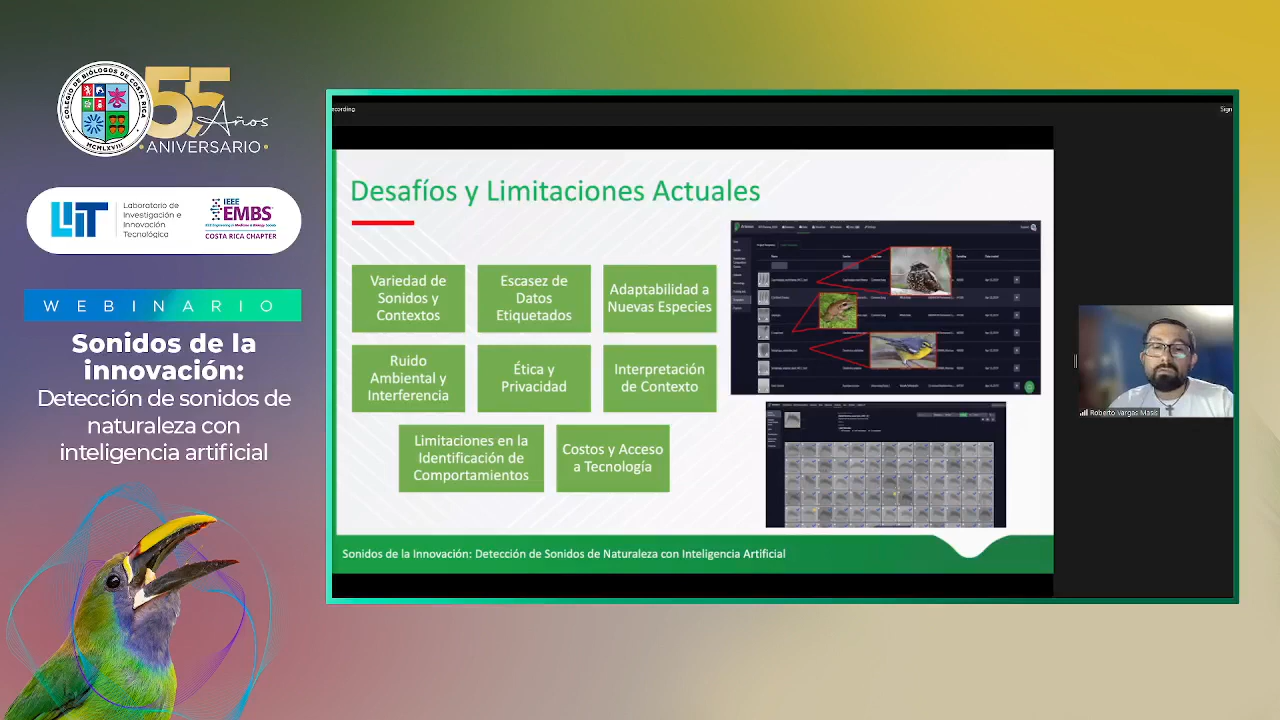 COLEGIO DE BIÓLOGOS DE COSTA RICA
MCMLXVIII
55
Años
ANIVERSARIO
LIIT
Laboratorio de
Investigación e
Innovación
Tecnológica
IEEE
EMBS
COSTA RICA CHAPTER
WEBINARIO
Sonidos de la
innovación:
Detección de sonidos de
naturaleza con
inteligencia artificial
ecording
Sign
Desafíos y Limitaciones Actuales
Variedad de
Sonidos y
Contextos
Escasez de
Datos
Etiquetados
Adaptabilidad a
Nuevas Especies
Ruido
Ambiental y
Interferencia
Ética y
Privacidad
Interpretación
de Contexto
Limitaciones en la
Identificación de
Comportamientos
Costos y Acceso
a Tecnología
Sonidos de la Innovación: Detección de Sonidos de Naturaleza con Inteligencia Artificial
Roberto Vargas Masis